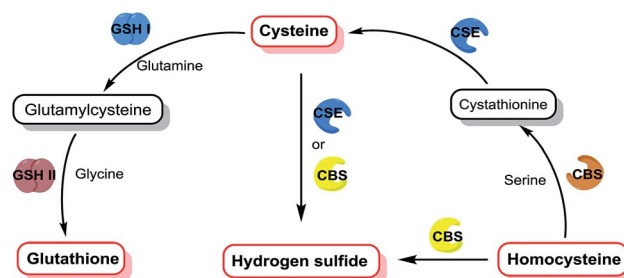 GSH I
Cysteine
CSE
Glutamine
Glutamylcysteine
CSE
or
CBS
Cystathionine
GSH II
Glycine
Serine
CBS
CBS
Glutathione
Hydrogen sulfide
Homocysteine